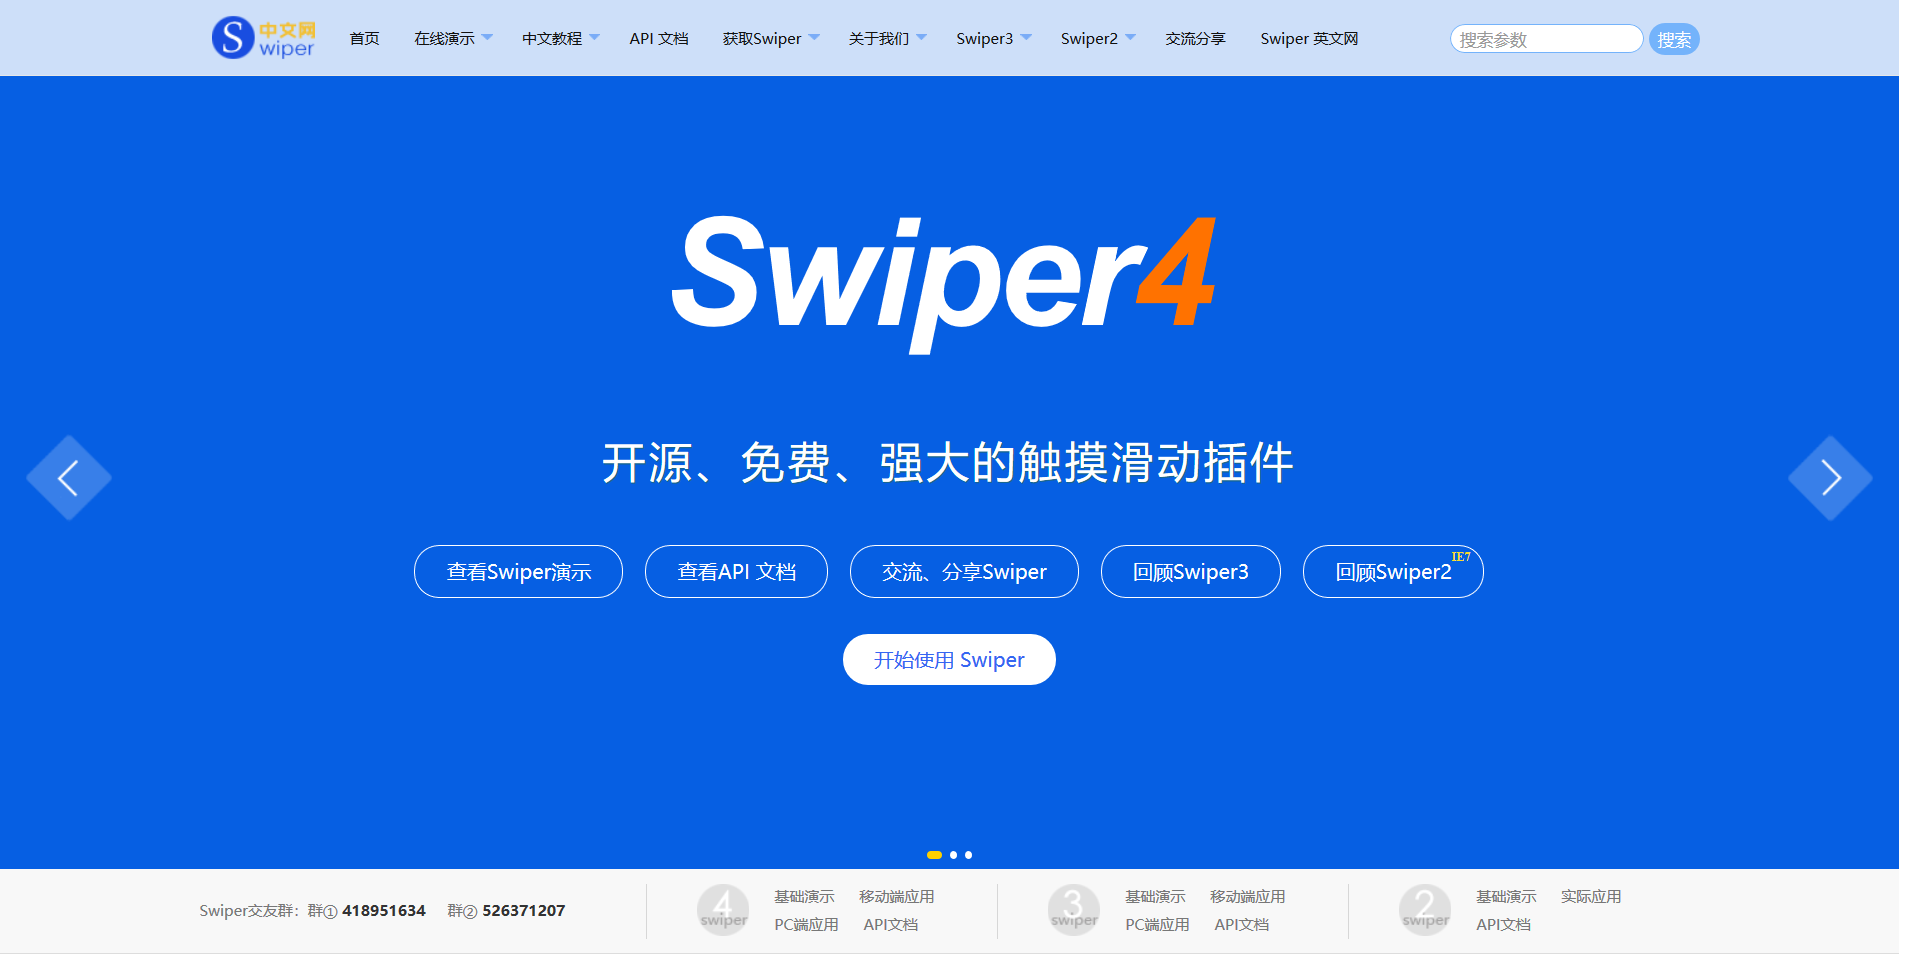 S 中文网
wiper
首页 在线演示 中文教程 API 文档 获取Swiper 关于我们 Swiper3 Swiper2 交流分享 Swiper 英文网
搜索参数 搜索
Swiper4
开源、免费、强大的触摸滑动插件
查看Swiper演示 查看API 文档 交流、分享Swiper 回顾Swiper3 回顾Swiper2 IE7
开始使用 Swiper
Swiper交友群：群① 418951634 群② 526371207
4 swiper
基础演示 移动端应用
PC端应用 API文档
3 swiper
基础演示 移动端应用
PC端应用 API文档
2 swiper
基础演示 实际应用
API文档